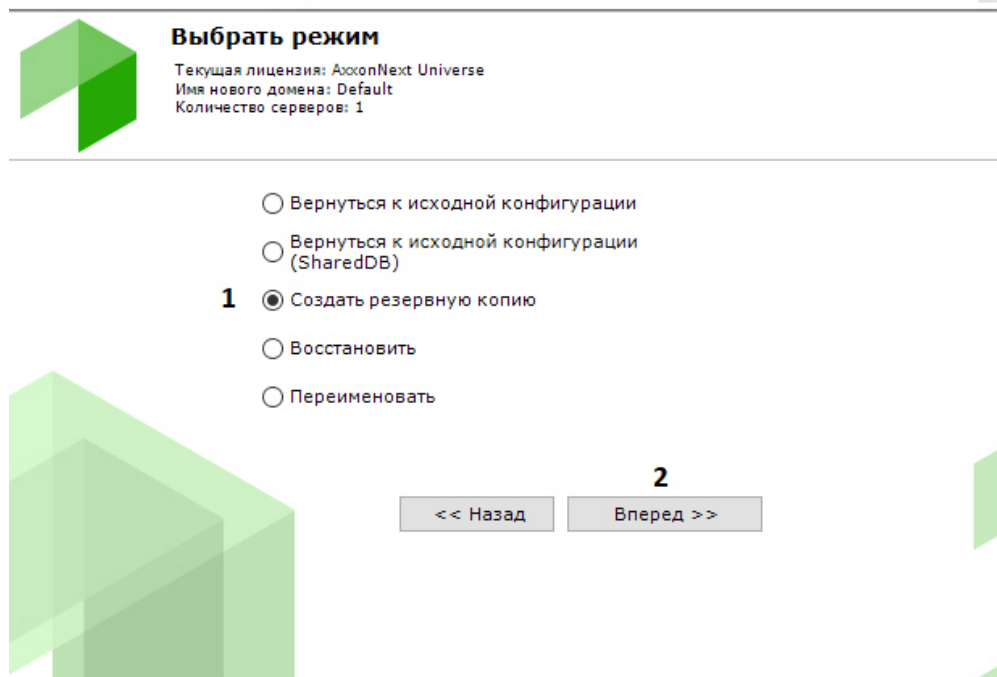 Выбрать режим
Текущая лицензия: AxxonNext Universe
Имя нового домена: Default
Количество серверов: 1
Вернуться к исходной конфигурации
Вернуться к исходной конфигурации
(SharedDB)
1 Создать резервную копию
Восстановить
Переименовать
2
<< Назад Вперед >>